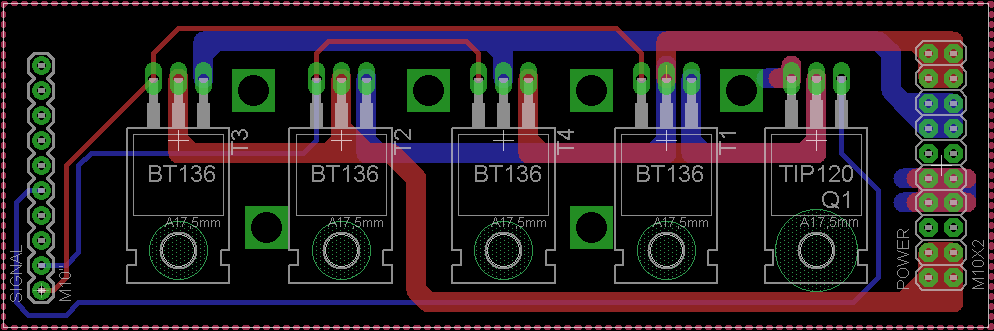 T3
T2
T4
T1
BT136
BT136
BT136
BT136
TIP120
Q1
A17,5mm
A17,5mm
A17,5mm
A17,5mm
A17,5mm
SIGNAL
M10"
POWER
M10X2